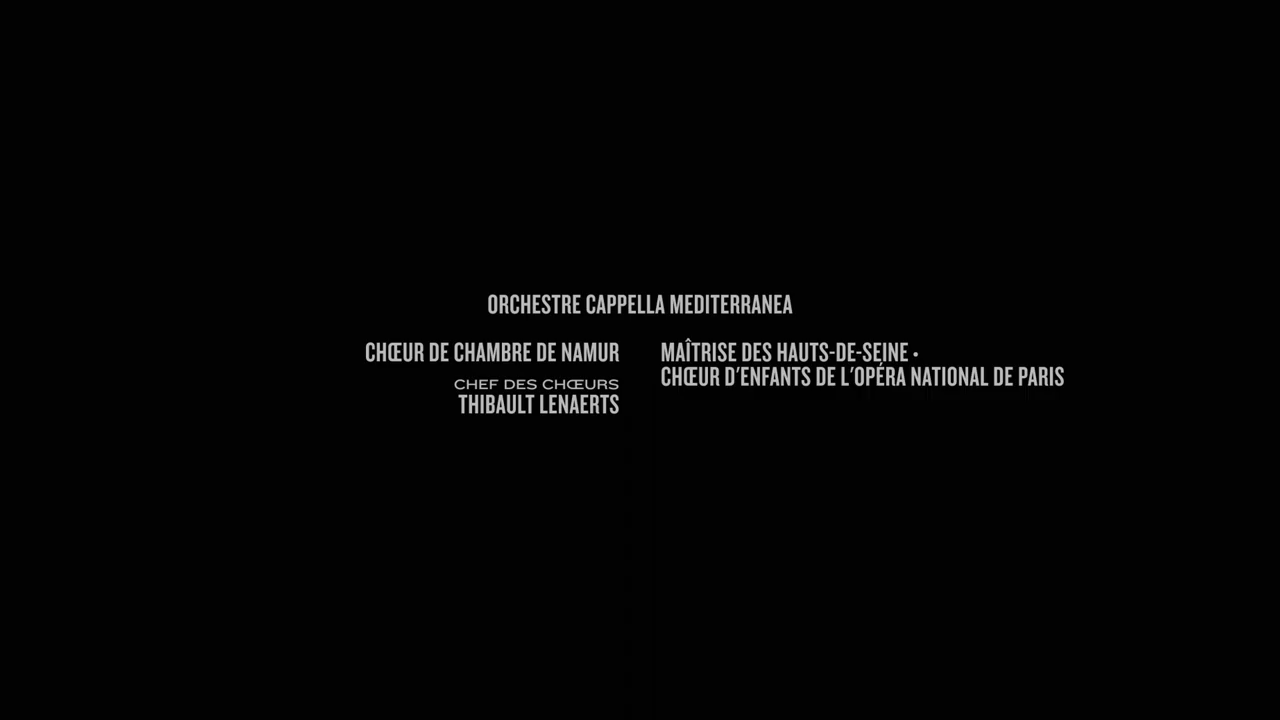 ORCHESTRE CAPPELLA MEDITERRANEA
CHŒUR DE CHAMBRE DE NAMUR
CHEF DES CHŒURS
THIBAULT LENAERTS
MAÎTRISE DES HAUTS-DE-SEINE •
CHŒUR D'ENFANTS DE L'OPÉRA NATIONAL DE PARIS